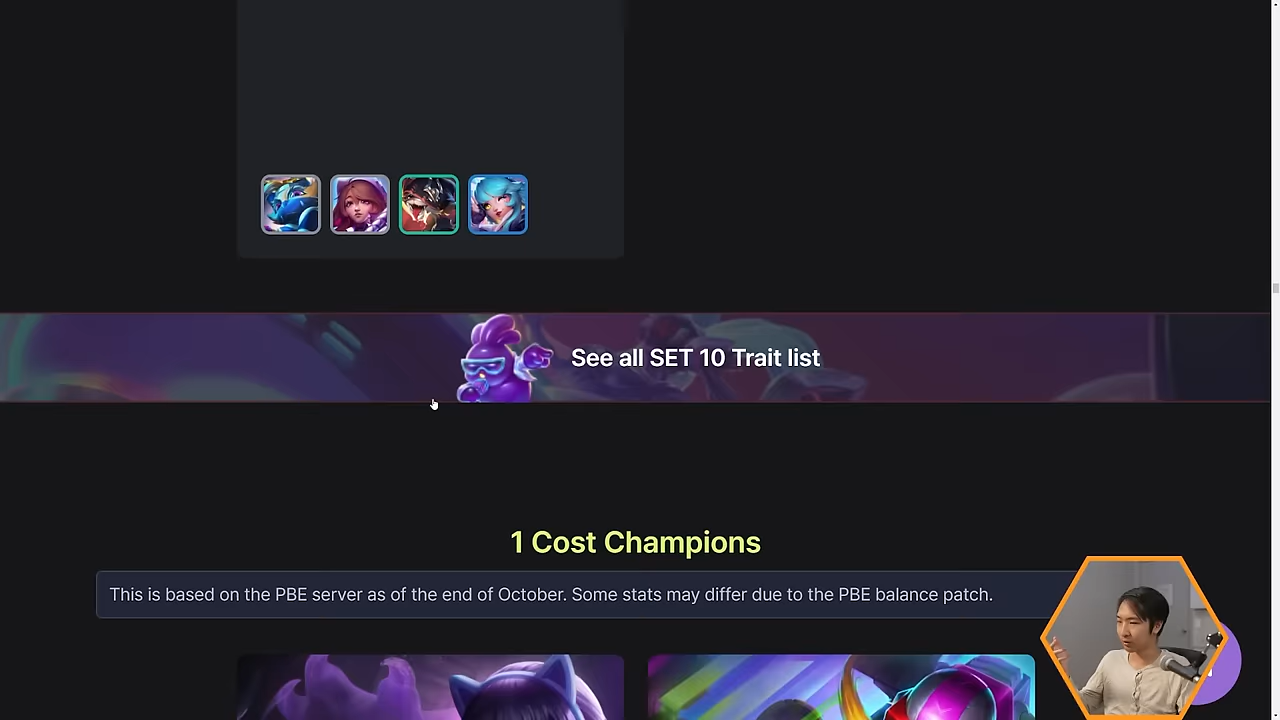 See all SET 10 Trait list
1 Cost Champions
This is based on the PBE server as of the end of October. Some stats may differ due to the PBE balance patch.